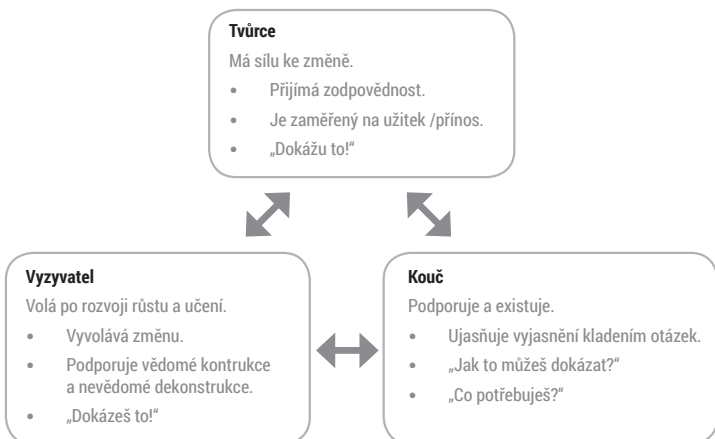 Tvůrce
Má sílu ke změně.
• Přijímá zodpovědnost.
• Je zaměřený na užitek /přínos.
• „Dokážu to!“
Vyzyvatel
Volá po rozvoji růstu a učení.
• Vyvolává změnu.
• Podporuje vědomé kontrukce
a nevědomé dekonstrukce.
• „Dokázeš to!“
Kouč
Podporuje a existuje.
• Ujasňuje vyjasnění kladením otázek.
• „Jak to můžeš dokázat?“
• „Co potřebuješ?“